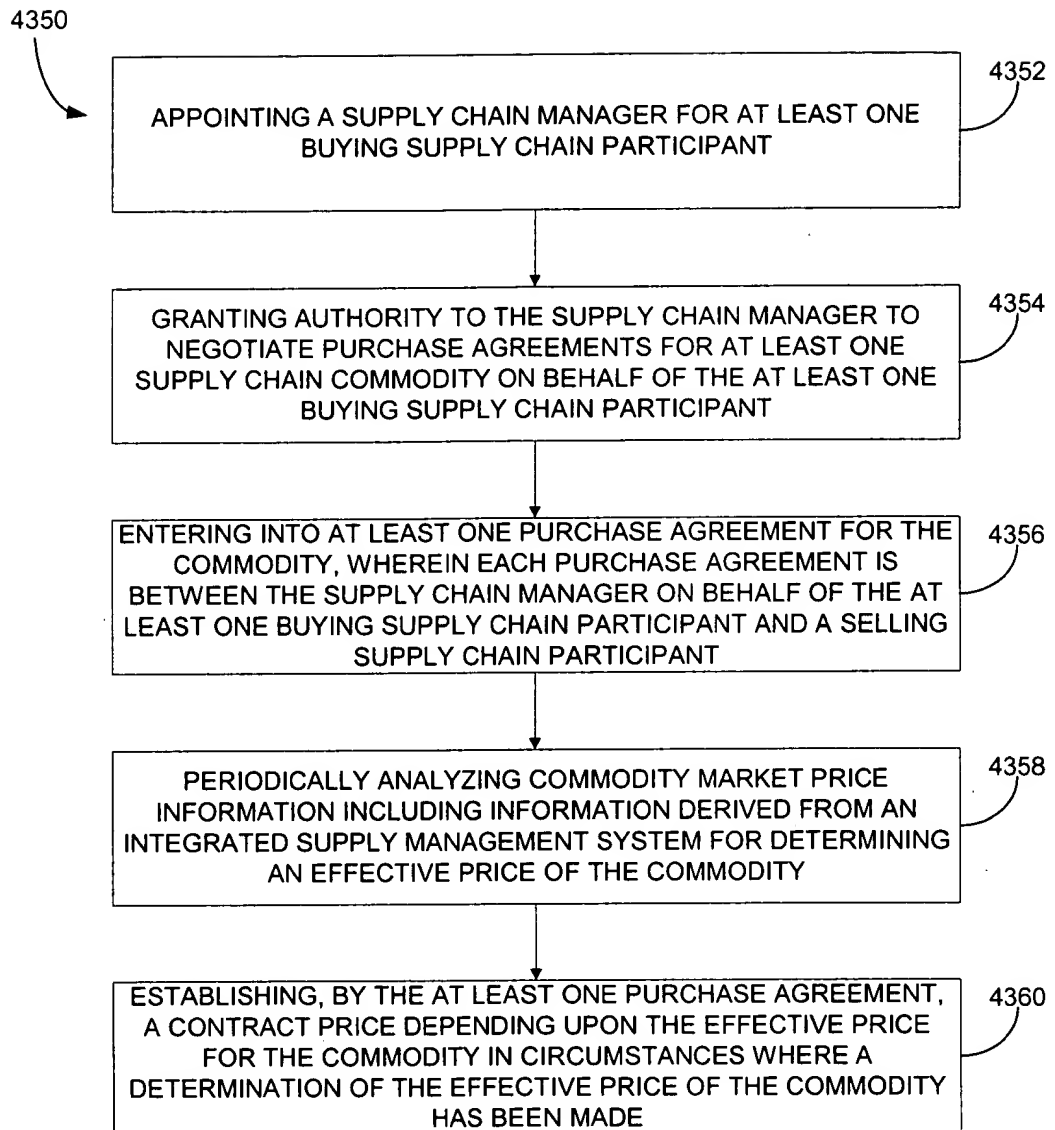 4350
4352
APPOINTING A SUPPLY CHAIN MANAGER FOR AT LEAST ONE
BUYING SUPPLY CHAIN PARTICIPANT
4354
GRANTING AUTHORITY TO THE SUPPLY CHAIN MANAGER TO
NEGOTIATE PURCHASE AGREEMENTS FOR AT LEAST ONE
SUPPLY CHAIN COMMODITY ON BEHALF OF THE AT LEAST ONE
BUYING SUPPLY CHAIN PARTICIPANT
4356
ENTERING INTO AT LEAST ONE PURCHASE AGREEMENT FOR THE
COMMODITY, WHEREIN EACH PURCHASE AGREEMENT IS
BETWEEN THE SUPPLY CHAIN MANAGER ON BEHALF OF THE AT
LEAST ONE BUYING SUPPLY CHAIN PARTICIPANT AND A SELLING
SUPPLY CHAIN PARTICIPANT
4358
PERIODICALLY ANALYZING COMMODITY MARKET PRICE
INFORMATION INCLUDING INFORMATION DERIVED FROM AN
INTEGRATED SUPPLY MANAGEMENT SYSTEM FOR DETERMINING
AN EFFECTIVE PRICE OF THE COMMODITY
4360
ESTABLISHING, BY THE AT LEAST ONE PURCHASE AGREEMENT,
A CONTRACT PRICE DEPENDING UPON THE EFFECTIVE PRICE
FOR THE COMMODITY IN CIRCUMSTANCES WHERE A
DETERMINATION OF THE EFFECTIVE PRICE OF THE COMMODITY
HAS BEEN MADE